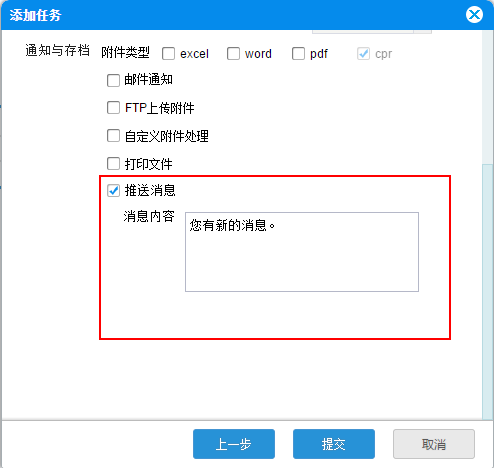 添加任务
通知与存档 附件类型 excel word pdf cpr
邮件通知
FTP上传附件
自定义附件处理
打印文件
推送消息
消息内容 您有新的消息。
上一步 提交 取消